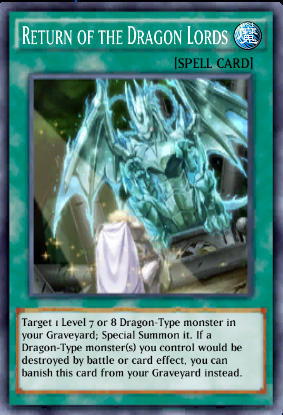 RETURN OF THE DRAGON LORDS
魔
[SPELL CARD]
Target 1 Level 7 or 8 Dragon-Type monster in
your Graveyard; Special Summon it. If a
Dragon-Type monster(s) you control would be
destroyed by battle or card effect, you can
banish this card from your Graveyard instead.